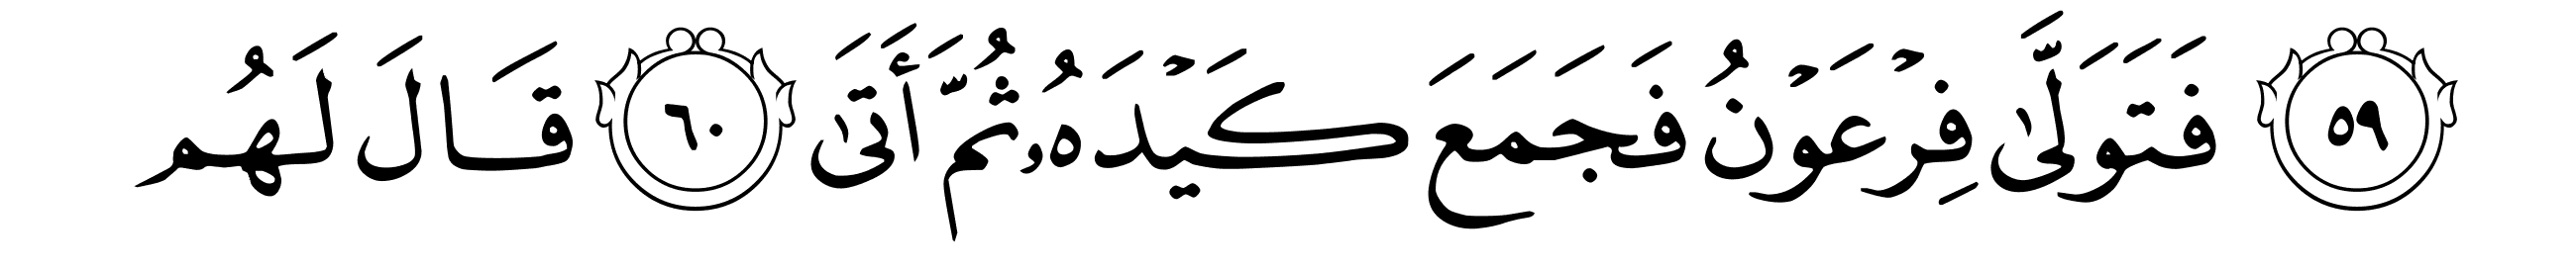 ٥٩ فَتَوَلَّىٰ فِرْعَوْنُ فَجَمَعَ كَيْدَهُۥ ثُمَّ أَتَىٰ ٦٠ قَالَ لَهُم